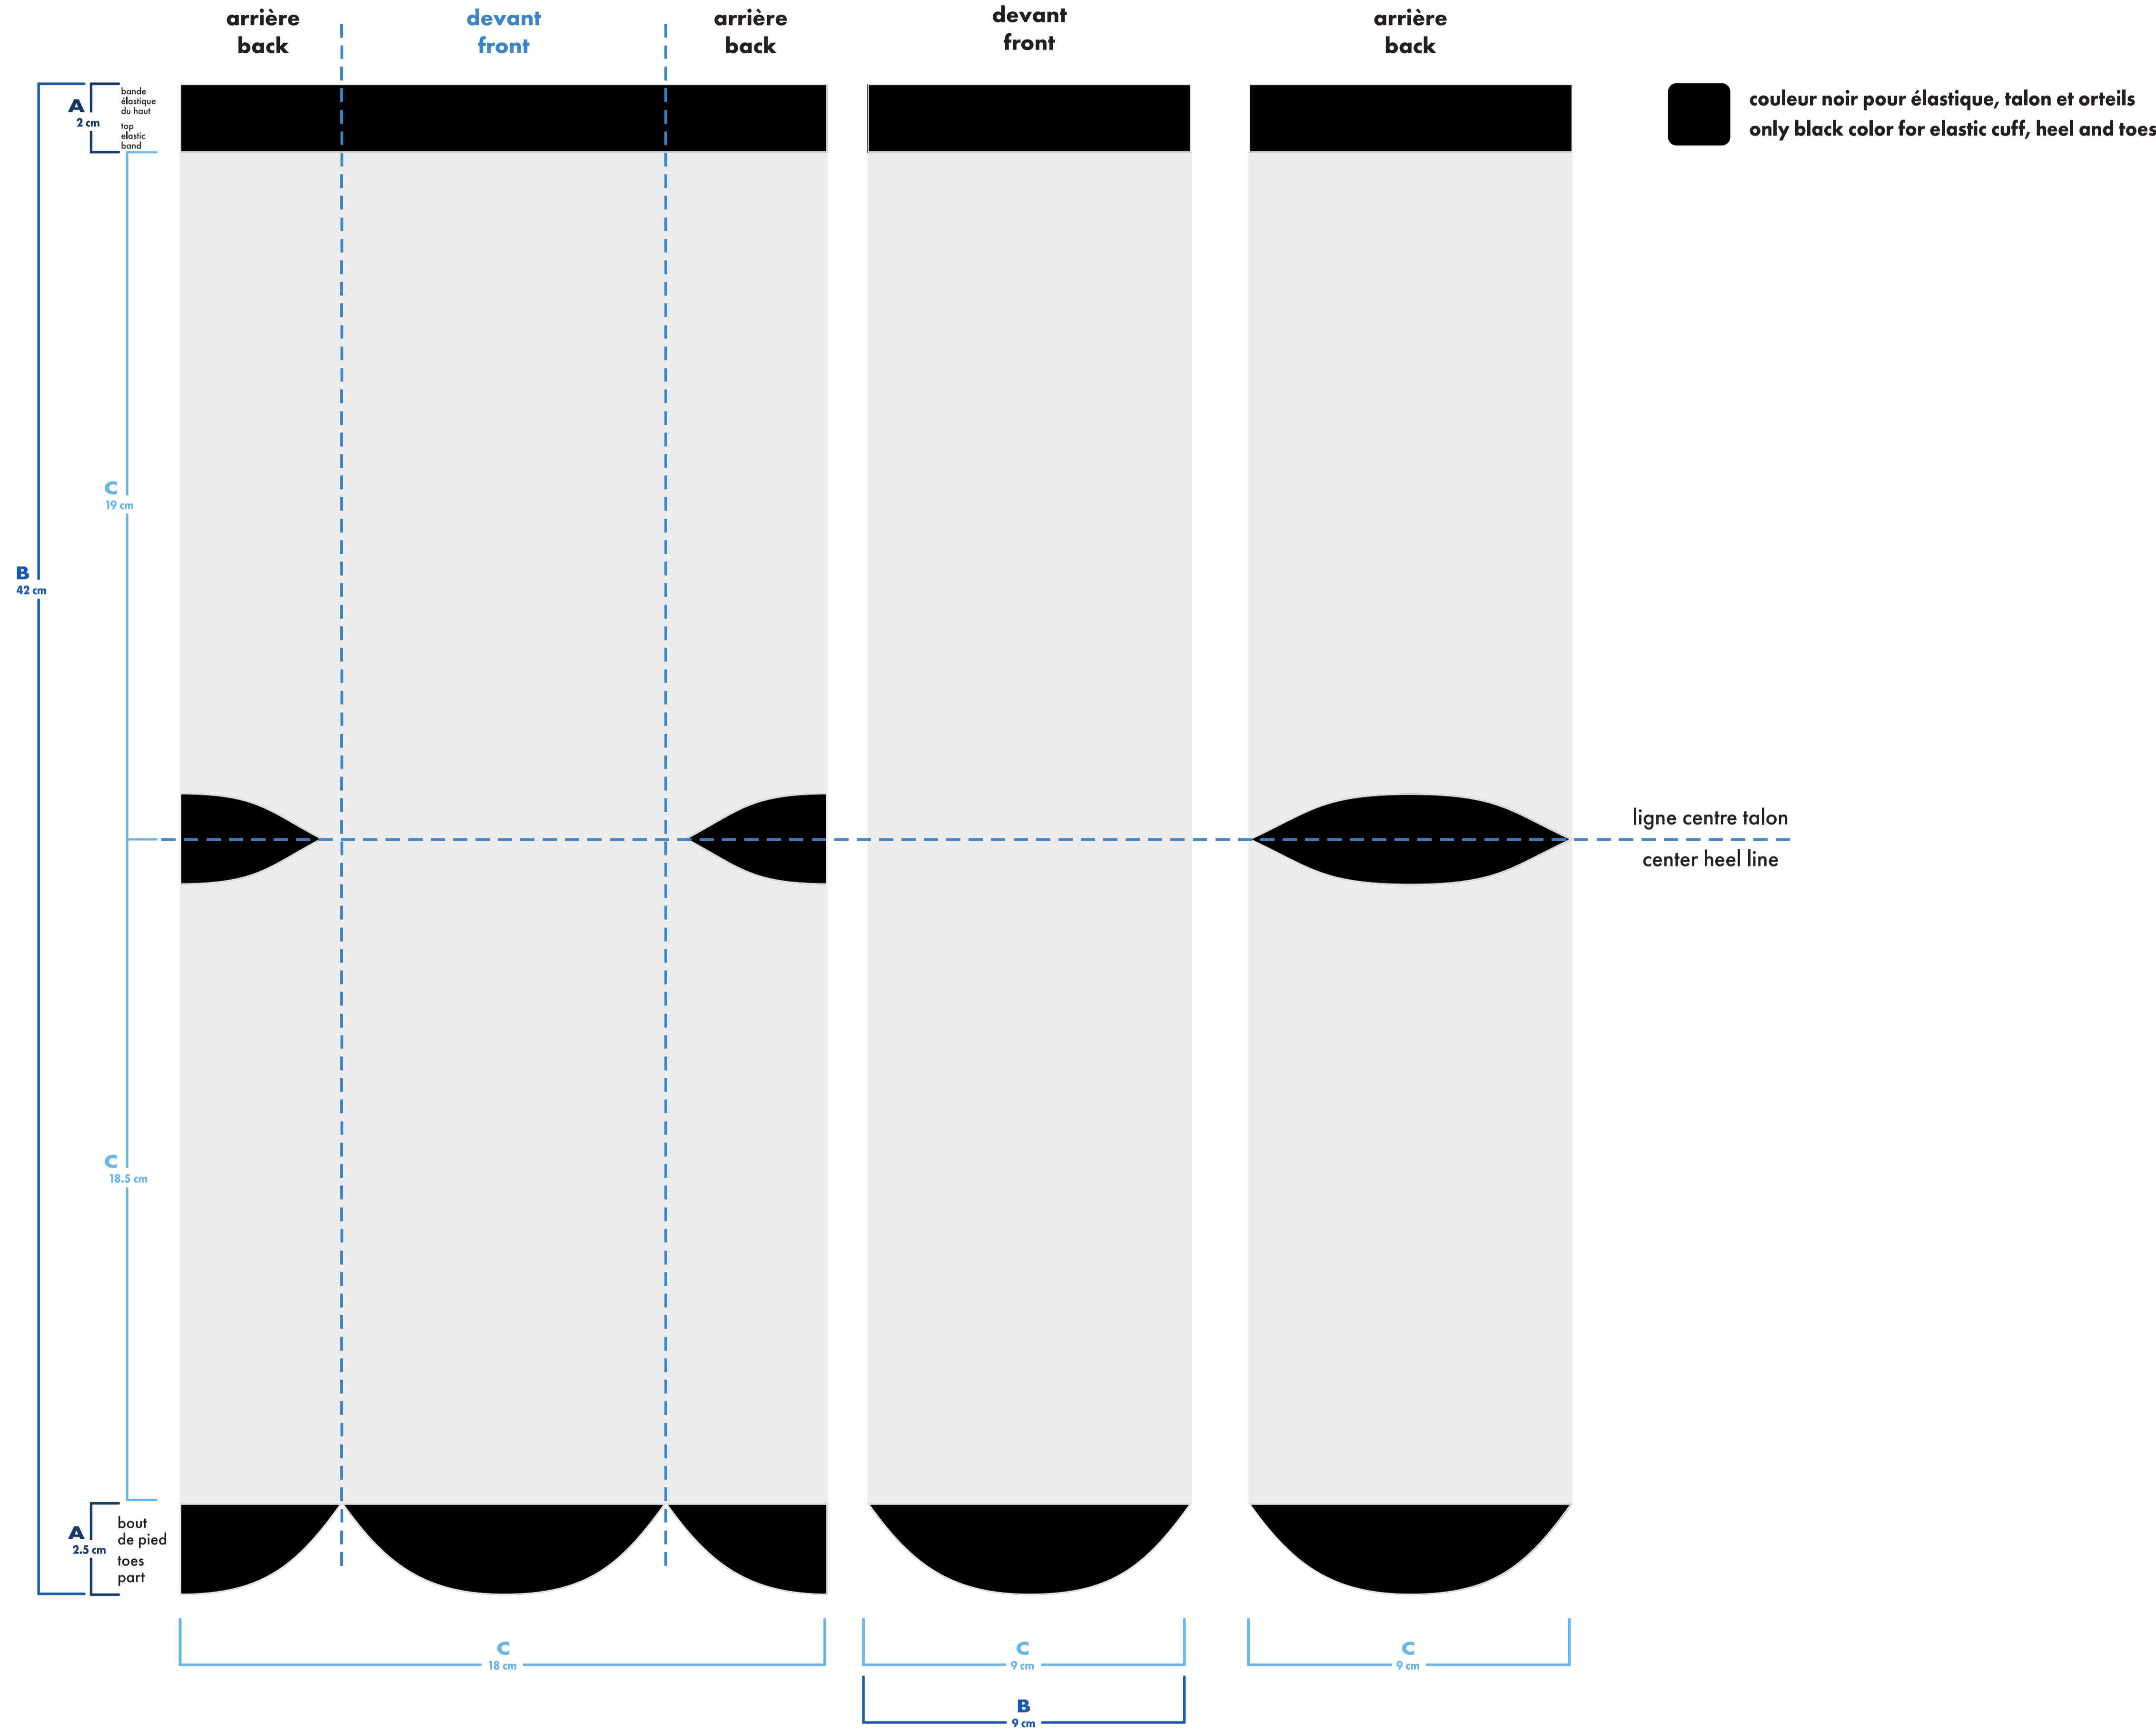 arrière
back
devant
front
arrière
back
devant
front
arrière
back
A
2 cm
bande
élastique
du haut
top
elastic
band
couleur noir pour élastique, talon et orteils
only black color for elastic cuff, heel and toes
C
19 cm
B
42 cm
ligne centre talon
center heel line
C
18.5 cm
A
2.5 cm
bout
de pied
toes
part
C
18 cm
C
9 cm
C
9 cm
B
9 cm